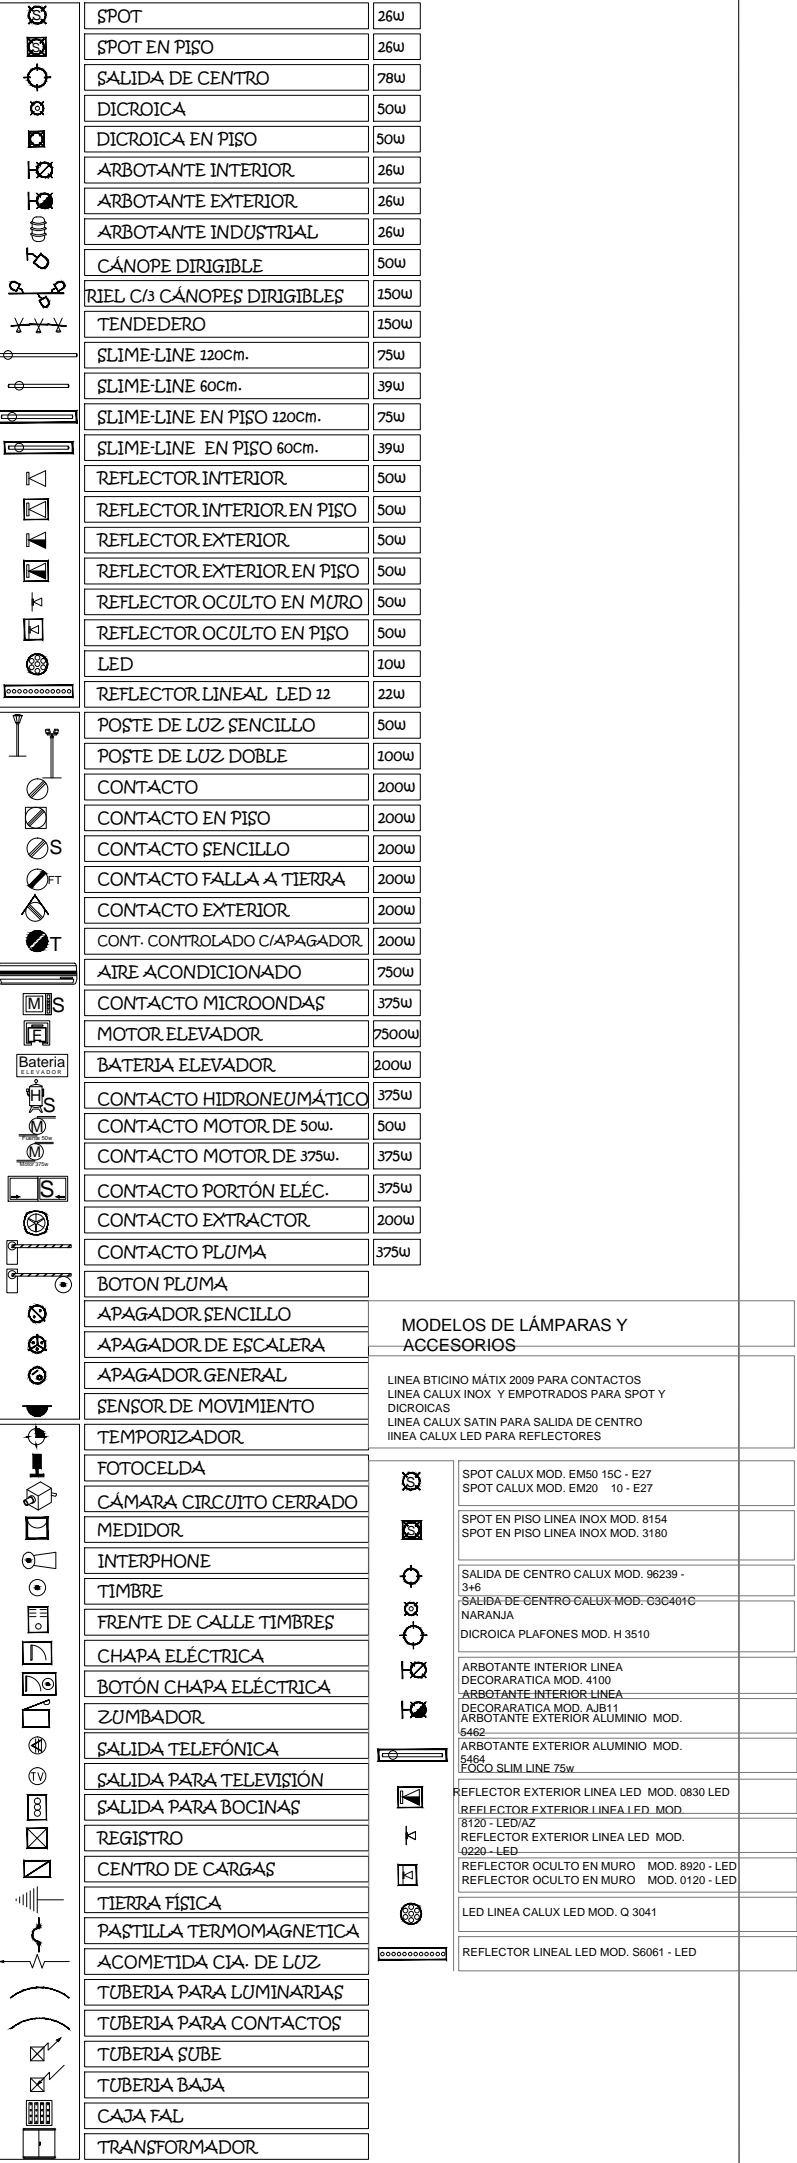 SPOT 26W
SPOT EN PISO 26W
SALIDA DE CENTRO 78W
DICROICA 50W
DICROICA EN PISO 50W
ARBOTANTE INTERIOR 26W
ARBOTANTE EXTERIOR 26W
ARBOTANTE INDUSTRIAL 26W
CÁNOPE DIRIGIBLE 50W
RIEL C/3 CÁNOPES DIRIGIBLES 150W
TENDEDERO 150W
SLIME-LINE 120cm. 75W
SLIME-LINE 60cm. 39W
SLIME-LINE EN PISO 120cm. 75W
SLIME-LINE EN PISO 60cm. 39W
REFLECTOR INTERIOR 50W
REFLECTOR INTERIOR EN PISO 50W
REFLECTOR EXTERIOR 50W
REFLECTOR EXTERIOR EN PISO 50W
REFLECTOR OCULTO EN MURO 50W
REFLECTOR OCULTO EN PISO 50W
LED 10W
REFLECTOR LINEAL LED 12 22W
POSTE DE LUZ SENCILLO 50W
POSTE DE LUZ DOBLE 100W
CONTACTO 200W
CONTACTO EN PISO 200W
S CONTACTO SENCILLO 200W
FT CONTACTO FALLA A TIERRA 200W
CONTACTO EXTERIOR 200W
T CONT. CONTROLADO C/APAGADOR 200W
AIRE ACONDICIONADO 750W
M S CONTACTO MICROONDAS 375W
E MOTOR ELEVADOR 7500W
Bateria ELEVADOR BATERIA ELEVADOR 200W
H S CONTACTO HIDRONEUMÁTICO 375W
M Fuente 50w CONTACTO MOTOR DE 50W. 50W
M Motor 375w CONTACTO MOTOR DE 375W. 375W
S CONTACTO PORTÓN ELÉC. 375W
CONTACTO EXTRACTOR 200W
CONTACTO PLUMA 375W
BOTON PLUMA
APAGADOR SENCILLO
APAGADOR DE ESCALERA
APAGADOR GENERAL
SENSOR DE MOVIMIENTO
TEMPORIZADOR
FOTOCELDA
CÁMARA CIRCUITO CERRADO
MEDIDOR
INTERPHONE
TIMBRE
FRENTE DE CALLE TIMBRES
CHAPA ELÉCTRICA
BOTÓN CHAPA ELÉCTRICA
ZUMBADOR
SALIDA TELEFÓNICA
TV SALIDA PARA TELEVISIÓN
SALIDA PARA BOCINAS
REGISTRO
CENTRO DE CARGAS
TIERRA FÍSICA
PASTILLA TERMOMAGNETICA
ACOMETIDA CIA. DE LUZ
TUBERIA PARA LUMINARIAS
TUBERIA PARA CONTACTOS
TUBERIA SUBE
TUBERIA BAJA
CAJA FAL
TRANSFORMADOR
MODELOS DE LÁMPARAS Y
ACCESORIOS
LINEA BTICINO MÁTIX 2009 PARA CONTACTOS
LINEA CALUX INOX Y EMPOTRADOS PARA SPOT Y
DICROICAS
LINEA CALUX SATIN PARA SALIDA DE CENTRO
lINEA CALUX LED PARA REFLECTORES
SPOT CALUX MOD. EM50 15C - E27
SPOT CALUX MOD. EM20 10 - E27
SPOT EN PISO LINEA INOX MOD. 8154
SPOT EN PISO LINEA INOX MOD. 3180
SALIDA DE CENTRO CALUX MOD. 96239 -
3+6
SALIDA DE CENTRO CALUX MOD. C3C401C
NARANJA
DICROICA PLAFONES MOD. H 3510
ARBOTANTE INTERIOR LINEA
DECORARATICA MOD. 4100
ARBOTANTE INTERIOR LINEA
DECORARATICA MOD. AJB11
ARBOTANTE EXTERIOR ALUMINIO MOD.
5462
ARBOTANTE EXTERIOR ALUMINIO MOD.
5464
FOCO SLIM LINE 75w
REFLECTOR EXTERIOR LINEA LED MOD. 0830 LED
REFLECTOR EXTERIOR LINEA LED MOD.
8120 - LED/AZ
REFLECTOR EXTERIOR LINEA LED MOD.
0220 - LED
REFLECTOR OCULTO EN MURO MOD. 8920 - LED
REFLECTOR OCULTO EN MURO MOD. 0120 - LED
LED LINEA CALUX LED MOD. Q 3041
REFLECTOR LINEAL LED MOD. S6061 - LED